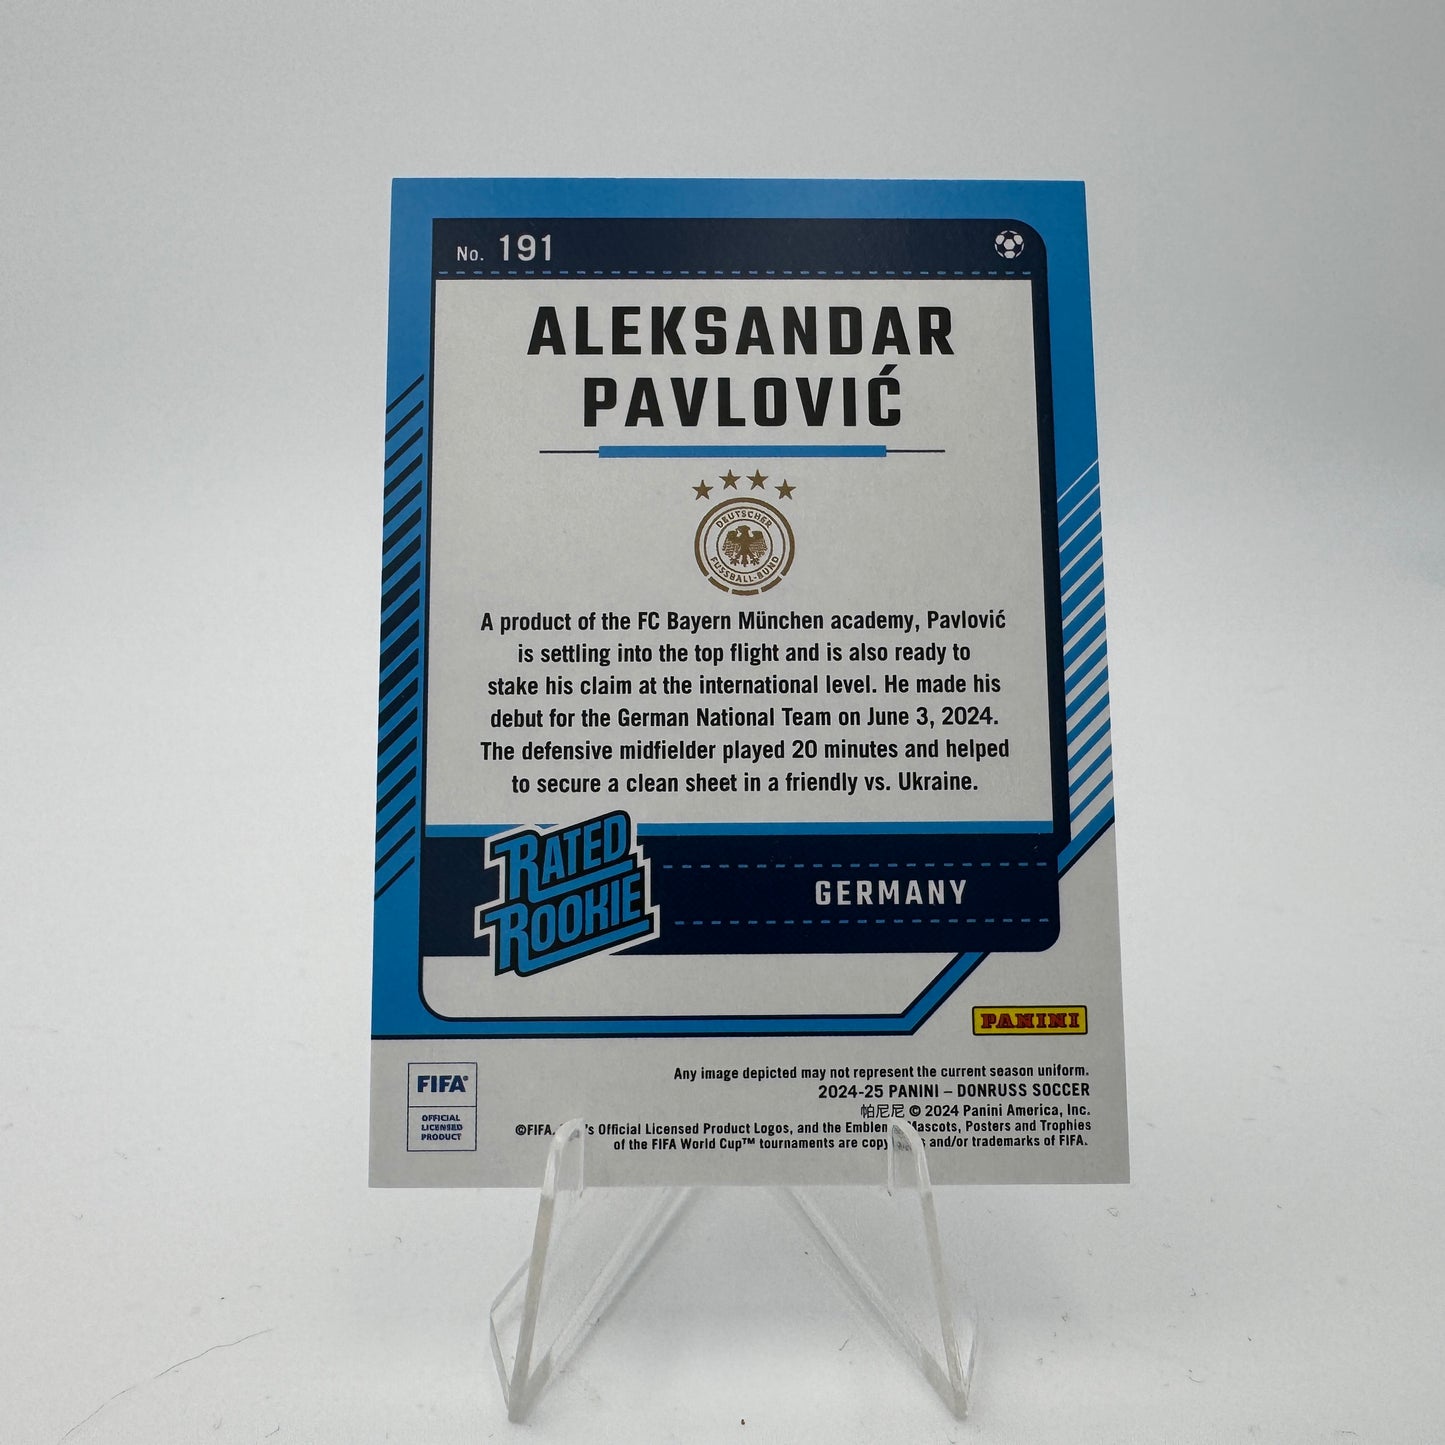 No. 191
ALEKSANDAR
PAVLOVIĆ
DEUTSCHER
FUSSBALL-BUND
A product of the FC Bayern München academy, Pavlović
is settling into the top flight and is also ready to
stake his claim at the international level. He made his
debut for the German National Team on June 3, 2024.
The defensive midfielder played 20 minutes and helped
to secure a clean sheet in a friendly vs. Ukraine.
RATED
ROOKIE
GERMANY
PANINI
FIFA®
OFFICIAL
LICENSED
PRODUCT
Any image depicted may not represent the current season uniform.
2024-25 PANINI – DONRUSS SOCCER
帕尼尼 © 2024 Panini America, Inc.
©FIFA, 's Official Licensed Product Logos, and the Mascots, Posters and Trophies
of the FIFA World Cup™ tournaments are and/or trademarks of FIFA.